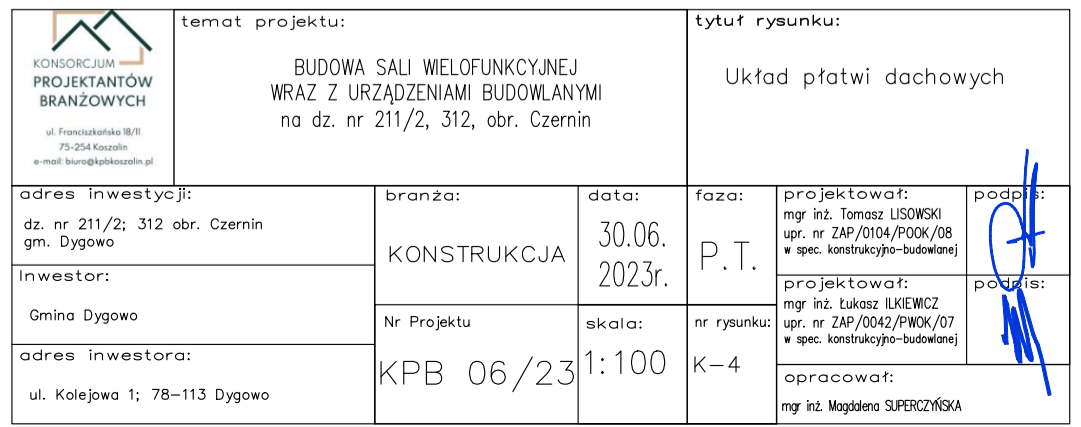 KONSORCJUM
PROJEKTANTÓW
BRANŻOWYCH
ul. Franciszkańska 18/11
75-254 Koszalin
e-mail: biuro@kpbkoszalin.pl
temat projektu:
BUDOWA SALI WIELOFUNKCYJNEJ
WRAZ Z URZĄDZENIAMI BUDOWLANYMI
na dz. nr 211/2, 312, obr. Czernin
tytuł rysunku:
Układ płatwi dachowych
adres inwestycji:
dz. nr 211/2; 312 obr. Czernin
gm. Dygowo
Inwestor:
Gmina Dygowo
adres inwestora:
ul. Kolejowa 1; 78-113 Dygowo
branża:
KONSTRUKCJA
data:
30.06.
2023r.
faza:
P.T.
Nr Projektu
KPB 06/23
skala:
1:100
nr rysunku:
K-4
projektował:
mgr inż. Tomasz LISOWSKI
upr. nr ZAP/0104/POOK/08
w spec. konstrukcyjno-budowlanej
podpis:
projektował:
mgr inż. Łukasz ILKIEWICZ
upr. nr ZAP/0042/PWOK/07
w spec. konstrukcyjno-budowlanej
podpis:
opracował:
mgr inż. Magdalena SUPERCZYŃSKA